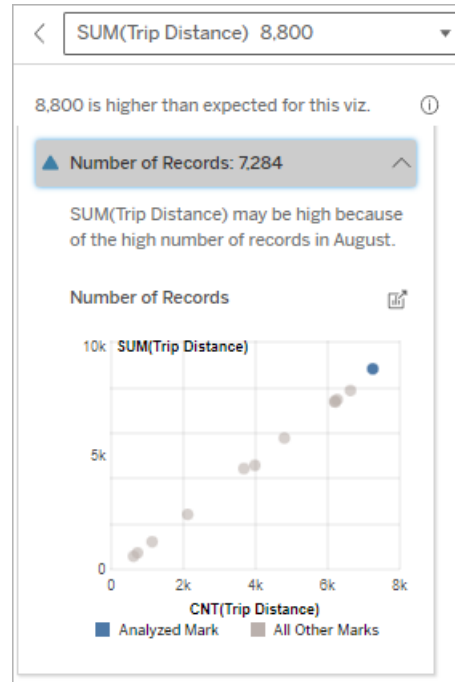 SUM(Trip Distance) 8,800
8,800 is higher than expected for this viz.
Number of Records: 7,284
SUM(Trip Distance) may be high because
of the high number of records in August.
Number of Records
10k
SUM(Trip Distance)
5k
0
0 2k 4k 6k 8k
CNT(Trip Distance)
Analyzed Mark All Other Marks